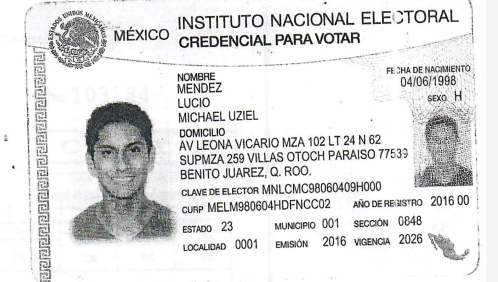 ESTADOS UNIDOS MEXICANOS
MÉXICO INSTITUTO NACIONAL ELECTORAL
CREDENCIAL PARA VOTAR
NOMBRE
MENDEZ
LUCIO
MICHAEL UZIEL
FECHA DE NACIMIENTO
04/06/1998
SEXO H
DOMICILIO
AV LEONA VICARIO MZA 102 LT 24 N 62
SUPMZA 259 VILLAS OTOCH PARAISO 77539
BENITO JUAREZ, Q. ROO.
CLAVE DE ELECTOR MNLCMC98060409H000
CURP MELM980604HDFNCC02 AÑO DE REGISTRO 2016 00
ESTADO 23 MUNICIPIO 001 SECCIÓN 0848
LOCALIDAD 0001 EMISIÓN 2016 VIGENCIA 2026